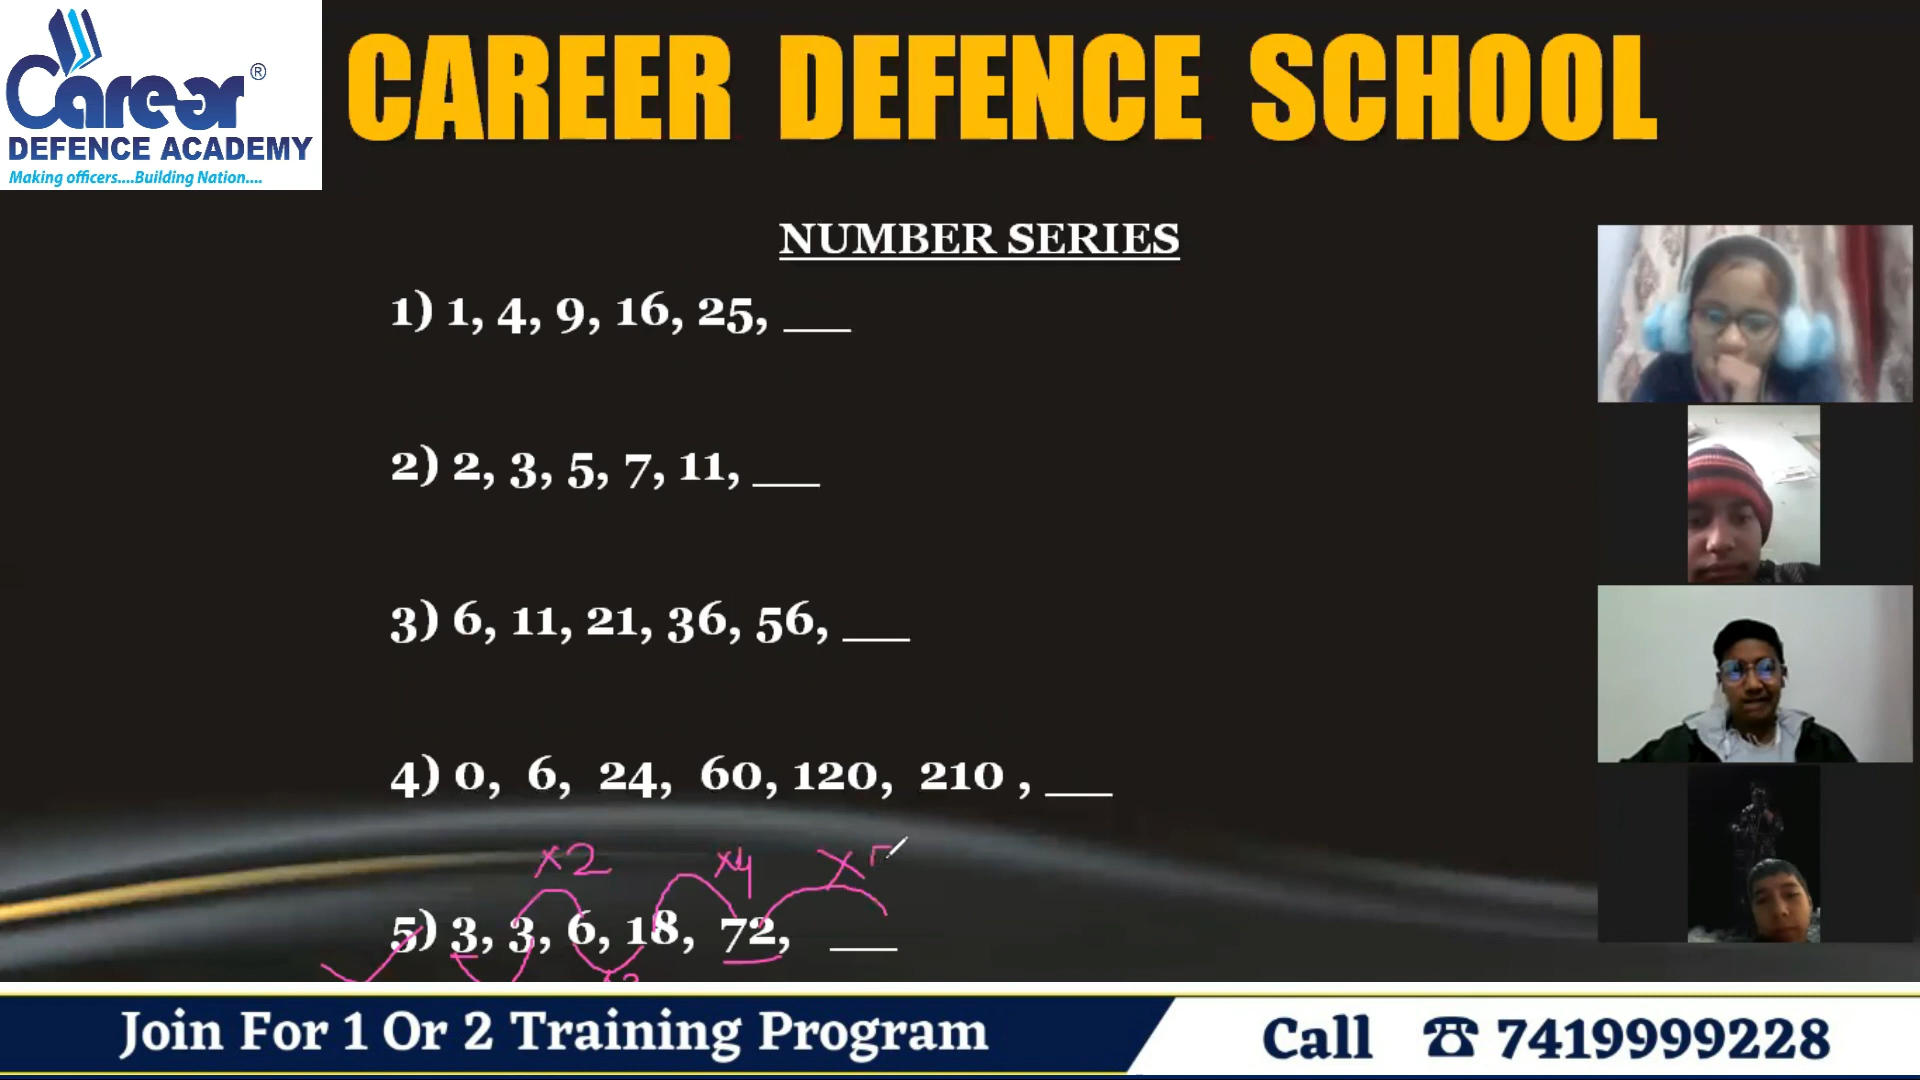 Carear®
DEFENCE ACADEMY
Making officers....Building Nation....
CAREER DEFENCE SCHOOL
NUMBER SERIES
1) 1, 4, 9, 16, 25, ___
2) 2, 3, 5, 7, 11, ___
3) 6, 11, 21, 36, 56, ___
4) 0, 6, 24, 60, 120, 210 , ___
×2 ×4 ×
5) 3, 3, 6, 18, 72, ___
Join For 1 Or 2 Training Program
Call ☎ 7419999228